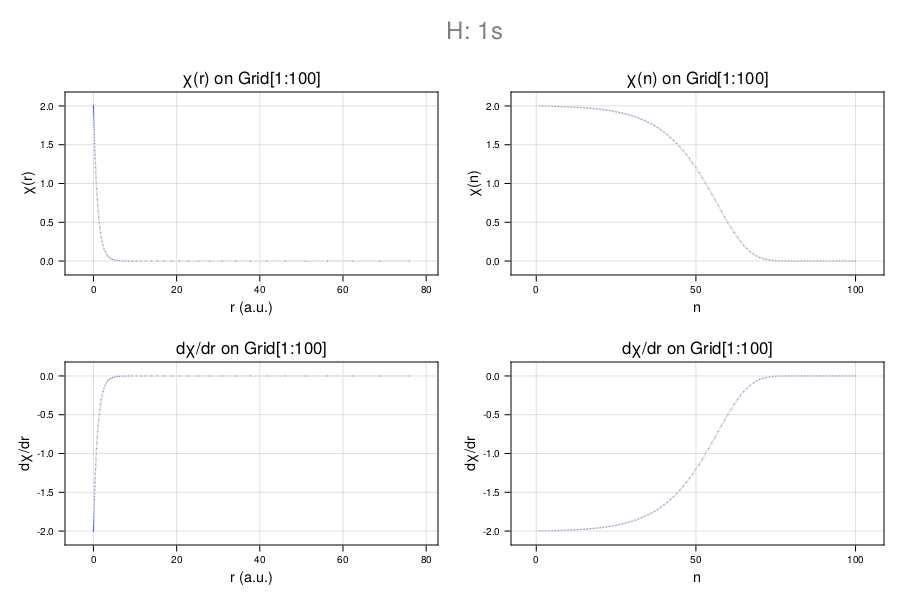 H: 1s
χ(r) on Grid[1:100]
χ(r)
2.0
1.5
1.0
0.5
0.0
0 20 40 60 80
r (a.u.)
χ(n) on Grid[1:100]
χ(n)
2.0
1.5
1.0
0.5
0.0
0 50 100
n
dχ/dr on Grid[1:100]
dχ/dr
0.0
-0.5
-1.0
-1.5
-2.0
0 20 40 60 80
r (a.u.)
dχ/dr on Grid[1:100]
dχ/dr
0.0
-0.5
-1.0
-1.5
-2.0
0 50 100
n